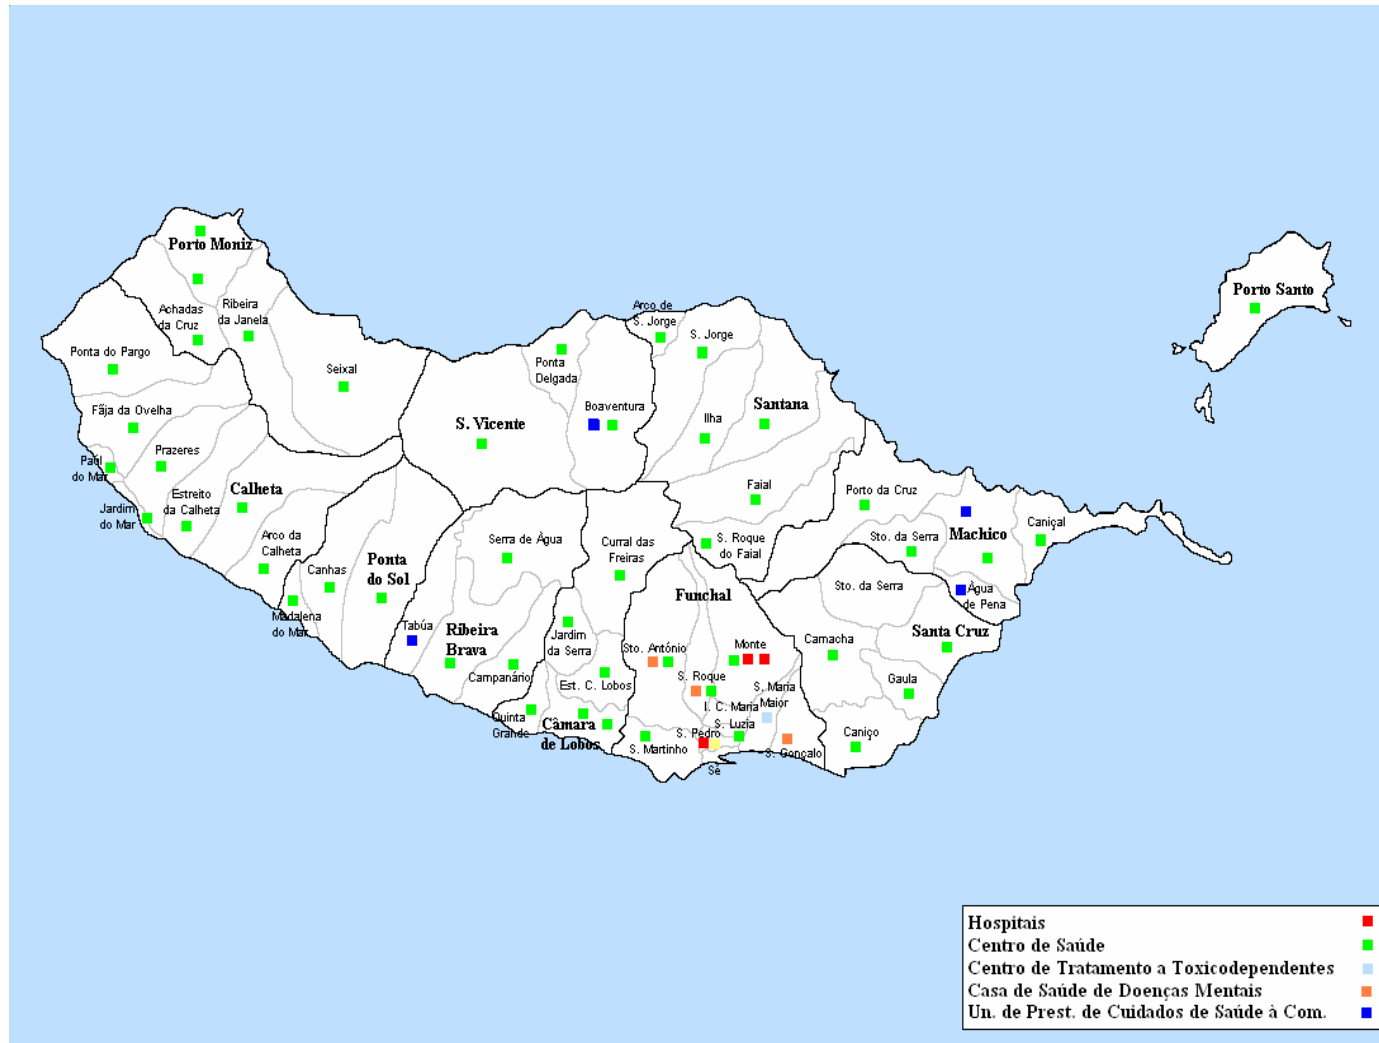 Porto Moniz
Achadas
da Cruz
Ribeira
da Janela
Ponta do Pargo
Seixal
Fãja da Ovelha
Prazeres
Paúl
do Mar
Estreito
da Calheta
Jardim
do Mar
Calheta
Arco da
Calheta
Madalena
do Mar
Canhas
Ponta
do Sol
S. Vicente
Ponta
Delgada
Boaventura
Arco de
S. Jorge
S. Jorge
Ilha
Santana
Faial
S. Roque
do Faial
Porto Santo
Porto da Cruz
Sto. da Serra
Machico
Caniçal
Água
de Pena
Sto. da Serra
Santa Cruz
Camacha
Gaula
Caniço
Serra de Água
Tabúa
Ribeira
Brava
Campanário
Curral das
Freiras
Jardim
da Serra
Est. C. Lobos
Quinta
Grande
Câmara
de Lobos
Funchal
Sto. António
Monte
S. Roque
S. Maria
Maior
I. C. Maria
S. Luzia
S. Pedro
S. Martinho
S. Gonçalo
Sé
Hospitais
Centro de Saúde
Centro de Tratamento a Toxicodependentes
Casa de Saúde de Doenças Mentais
Un. de Prest. de Cuidados de Saúde à Com.